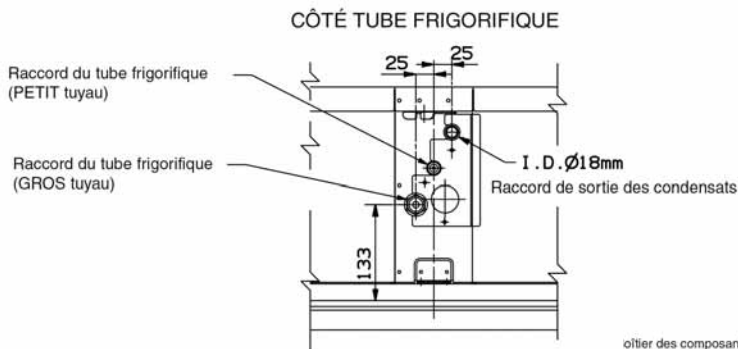 CÔTÉ TUBE FRIGORIFIQUE
25
25
Raccord du tube frigorifique
(PETIT tuyau)
Raccord du tube frigorifique
(GROS tuyau)
I.D.Ø18mm
Raccord de sortie des condensats
133
oîtier des composan